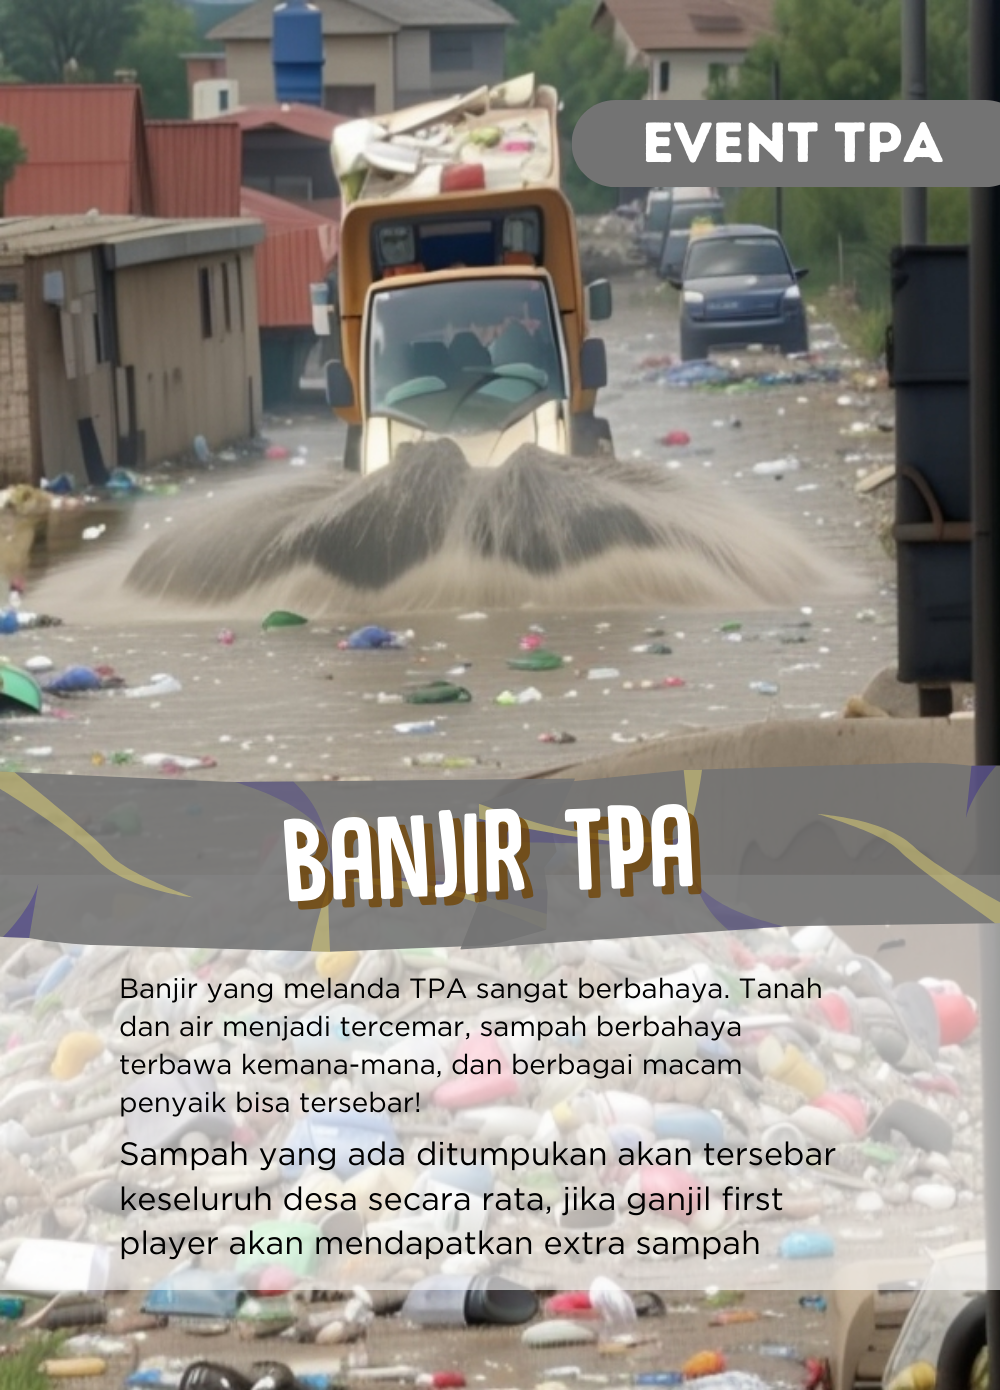 EVENT TPA
BANJIR TPA
Banjir yang melanda TPA sangat berbahaya. Tanah
dan air menjadi tercemar, sampah berbahaya
terbawa kemana-mana, dan berbagai macam
penyaik bisa tersebar!
Sampah yang ada ditumpukan akan tersebar
keseluruh desa secara rata, jika ganjil first
player akan mendapatkan extra sampah